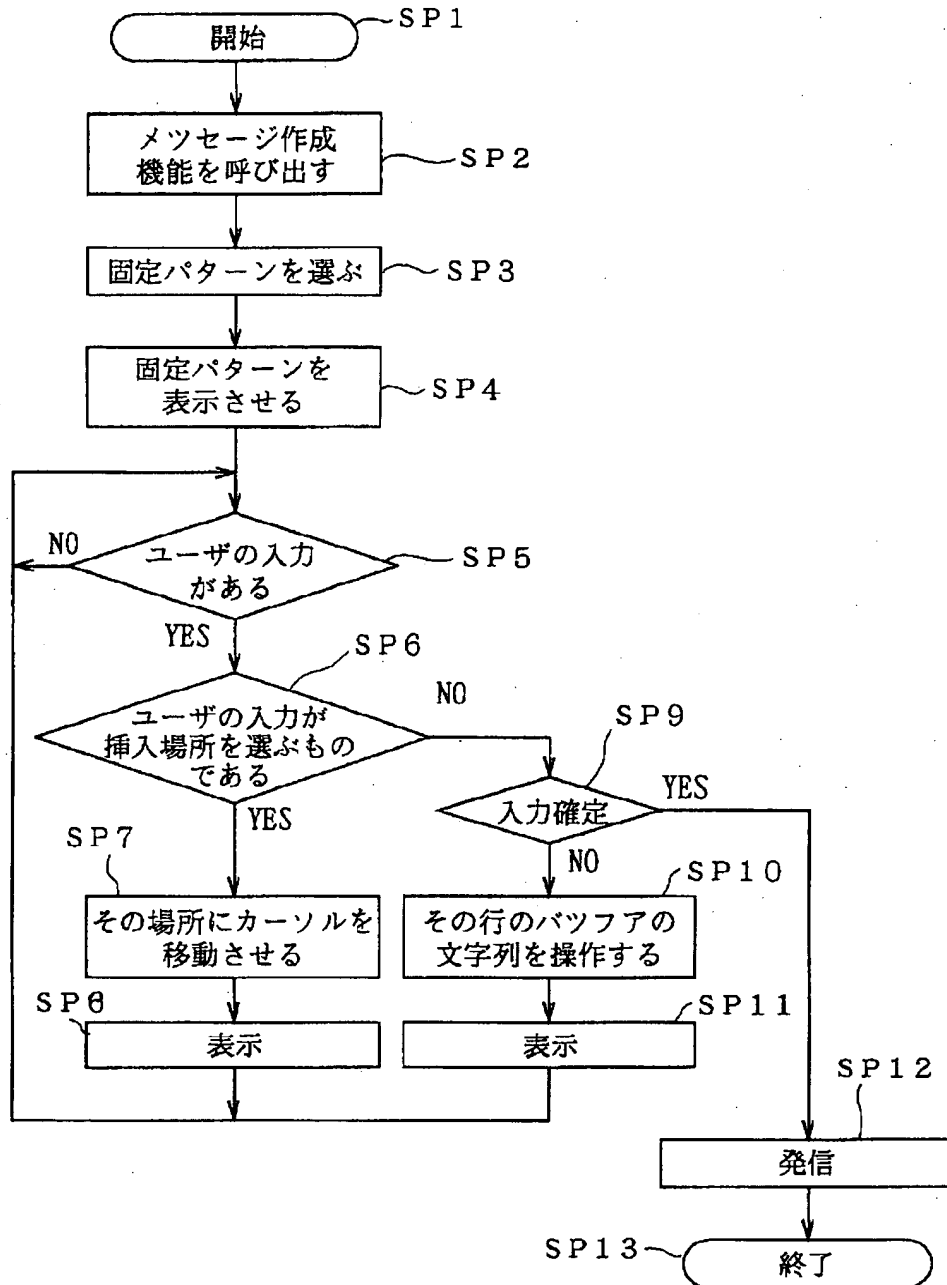 SP1
開始
メツセージ作成
機能を呼び出す
SP2
固定パターンを選ぶ
SP3
固定パターンを
表示させる
SP4
NO
ユーザの入力
がある
SP5
YES
SP6
NO
ユーザの入力が
挿入場所を選ぶもの
である
SP9
YES
入力確定
YES
SP7
NO
SP10
その場所にカーソルを
移動させる
その行のバツフアの
文字列を操作する
SP8
表示
SP11
表示
SP12
発信
SP13
終了